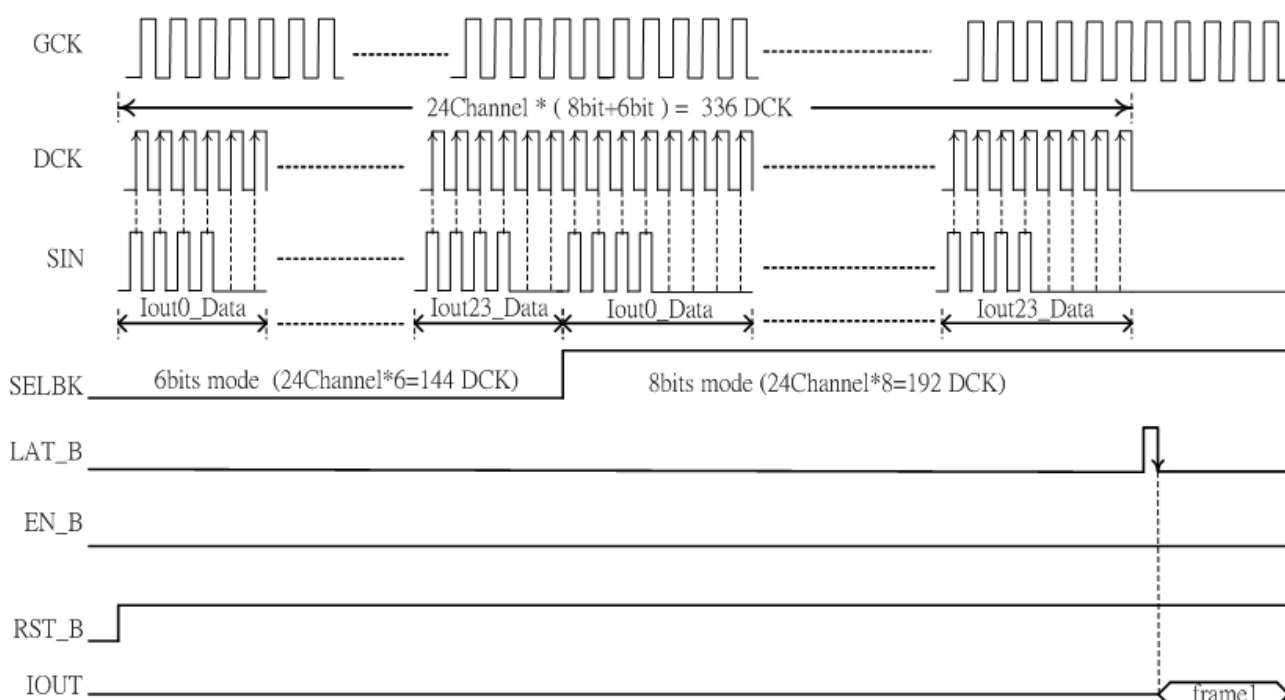 GCK
24Channel * ( 8bit+6bit ) = 336 DCK
DCK
SIN
Iout0_Data
Iout23_Data
Iout0_Data
Iout23_Data
SELBK
6bits mode (24Channel*6=144 DCK)
8bits mode (24Channel*8=192 DCK)
LAT_B
EN_B
RST_B
IOUT
frame1